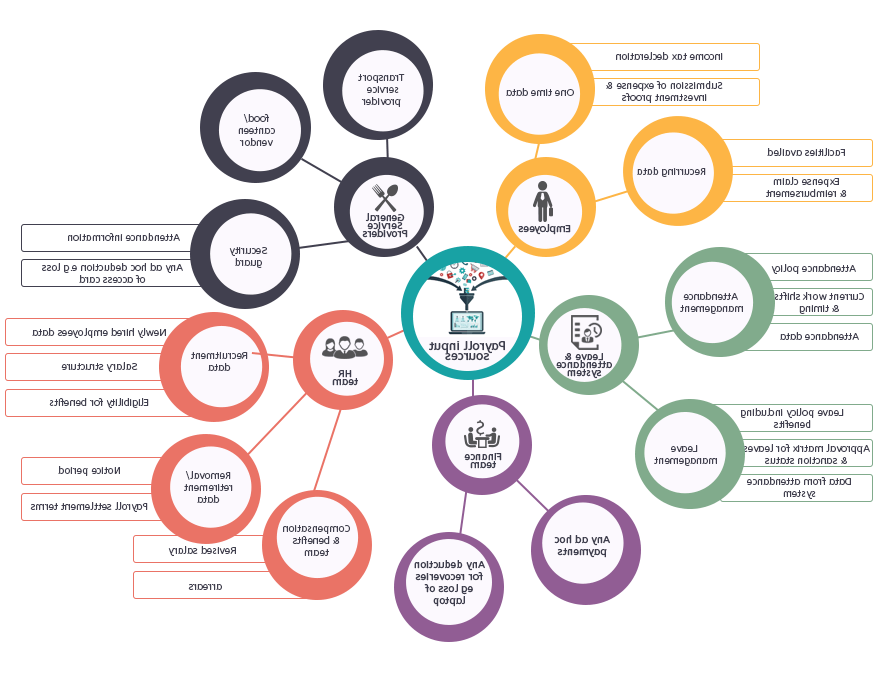 Transport
service
provider
food/
canteen
vendor
Security
guard
Attendance information
Any ad hoc deduction e.g loss
of access card
General
Service
Providers
One time data
Income tax decleration
Submission of expense &
investment proofs
Recurring data
Facilities availed
Expense claim
& reimbursement
Employees
Payroll input
sources
Attendance
management
Attendance policy
Current work shifts
& timing
Attendance data
Leave &
attendance
system
Leave
management
Leave policy including
benefits
Approval matrix for leaves
& sanction status
Data from attendance
system
HR
team
Recruitment
data
Newly hired employees data
Salary structure
Eligibility for benefits
Removal/
retirement
data
Notice period
Payroll settlement terms
Compensation
& benefits
team
Revised salary
arrears
Finance
team
Any ad hoc
payments
Any deduction
for recoveries
eg loss of
laptop